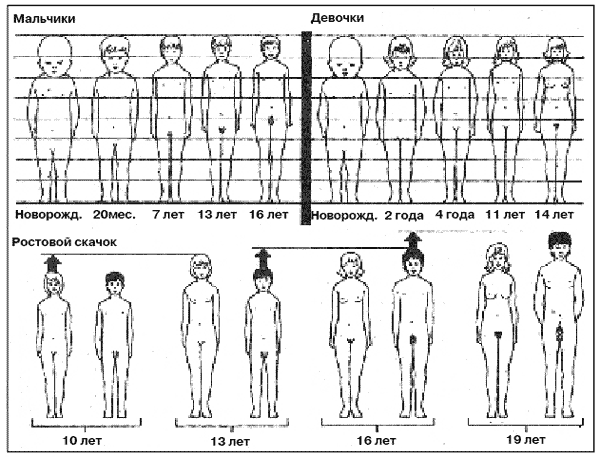 Мальчики
Девочки
Новорожд. 20мес. 7 лет 13 лет 16 лет
Новорожд. 2 года 4 года 11 лет 14 лет
Ростовой скачок
10 лет 13 лет 16 лет 19 лет